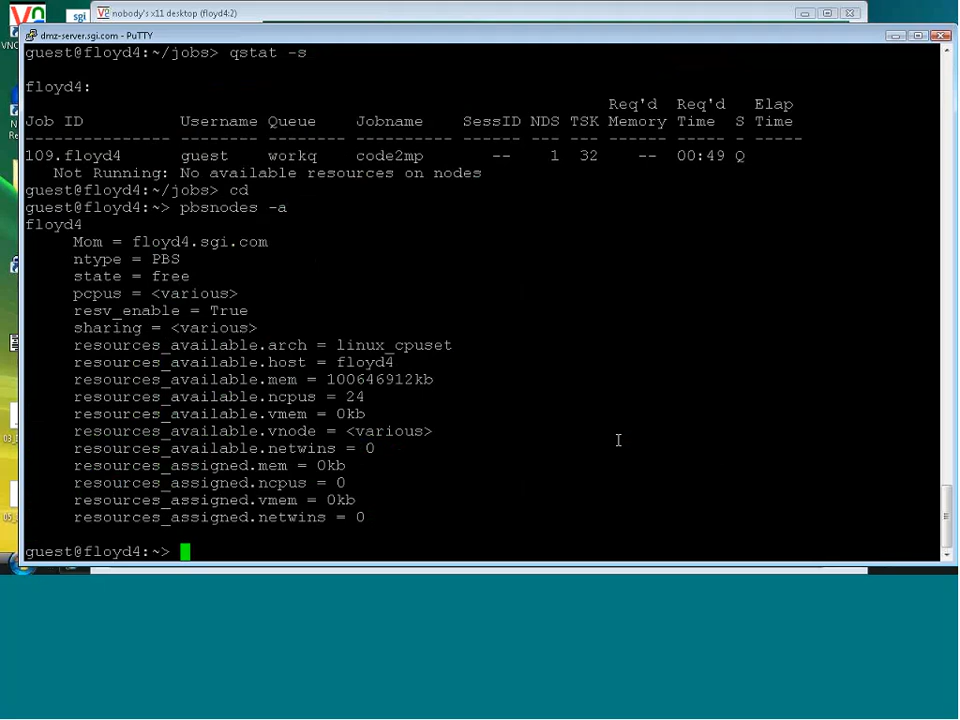 sgi
nobody's x11 desktop (floyd4:2)
dmz-server.sgi.com - PuTTY
guest@floyd4:~/jobs> qstat -s
floyd4:
Req'd Req'd Elap
Job ID Username Queue Jobname SessID NDS TSK Memory Time S Time
--------------- -------- -------- ---------- ------ --- --- ------ ----- - -----
109.floyd4 guest workq code2mp -- 1 32 -- 00:49 Q
Not Running: No available resources on nodes
guest@floyd4:~/jobs> cd
guest@floyd4:~> pbsnodes -a
floyd4
Mom = floyd4.sgi.com
ntype = PBS
state = free
pcpus = <various>
resv_enable = True
sharing = <various>
resources_available.arch = linux_cpuset
resources_available.host = floyd4
resources_available.mem = 100646912kb
resources_available.ncpus = 24
resources_available.vmem = 0kb
resources_available.vnode = <various>
resources_available.netwins = 0
resources_assigned.mem = 0kb
resources_assigned.ncpus = 0
resources_assigned.vmem = 0kb
resources_assigned.netwins = 0
guest@floyd4:~>